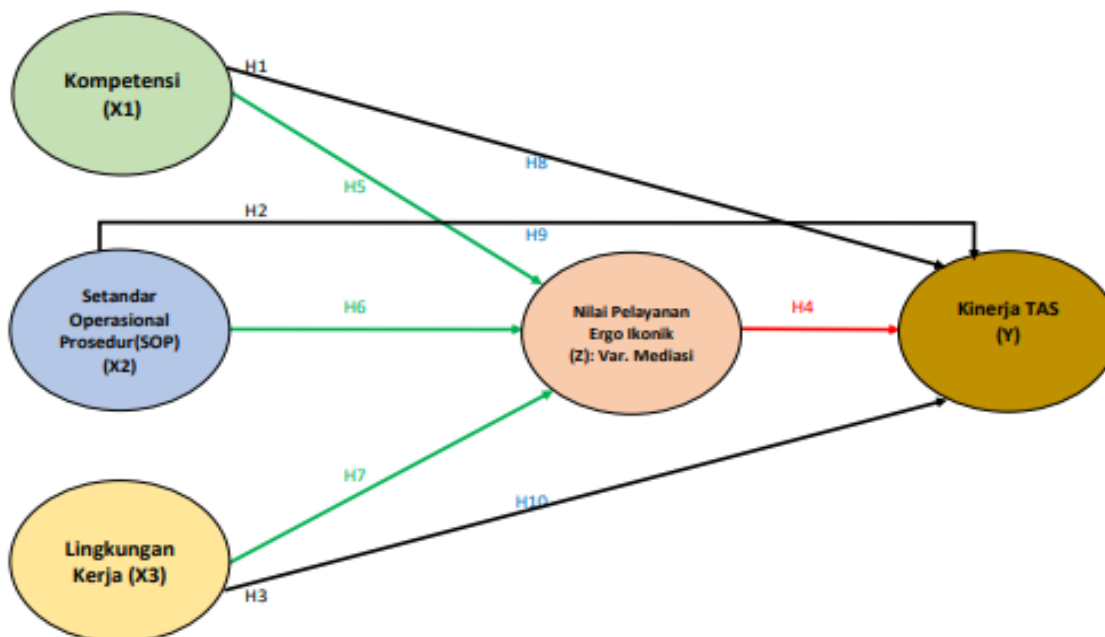 Kompetensi
(X1)
H1
H8
H5
H2
H9
Setandar
Operasional
Prosedur(SOP)
(X2)
H6
Nilai Pelayanan
Ergo Ikonik
(Z): Var. Mediasi
H4
Kinerja TAS
(Y)
H7
H10
Lingkungan
Kerja (X3)
H3